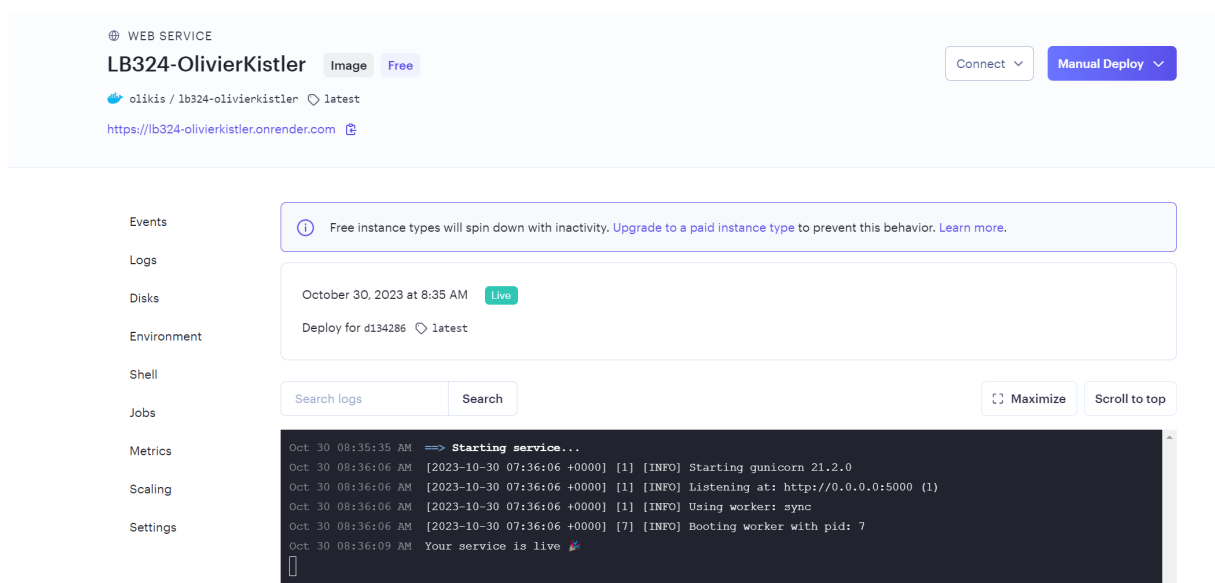 WEB SERVICE
LB324-OlivierKistler Image Free
Connect Manual Deploy
olikis / lb324-olivierkistler latest
https://lb324-olivierkistler.onrender.com
Events
Logs
Disks
Environment
Shell
Jobs
Metrics
Scaling
Settings
Free instance types will spin down with inactivity. Upgrade to a paid instance type to prevent this behavior. Learn more.
October 30, 2023 at 8:35 AM Live
Deploy for d134286 latest
Search logs Search Maximize Scroll to top
Oct 30 08:35:35 AM ==> Starting service...
Oct 30 08:36:06 AM [2023-10-30 07:36:06 +0000] [1] [INFO] Starting gunicorn 21.2.0
Oct 30 08:36:06 AM [2023-10-30 07:36:06 +0000] [1] [INFO] Listening at: http://0.0.0.0:5000 (1)
Oct 30 08:36:06 AM [2023-10-30 07:36:06 +0000] [1] [INFO] Using worker: sync
Oct 30 08:36:06 AM [2023-10-30 07:36:06 +0000] [7] [INFO] Booting worker with pid: 7
Oct 30 08:36:09 AM Your service is live 🎉